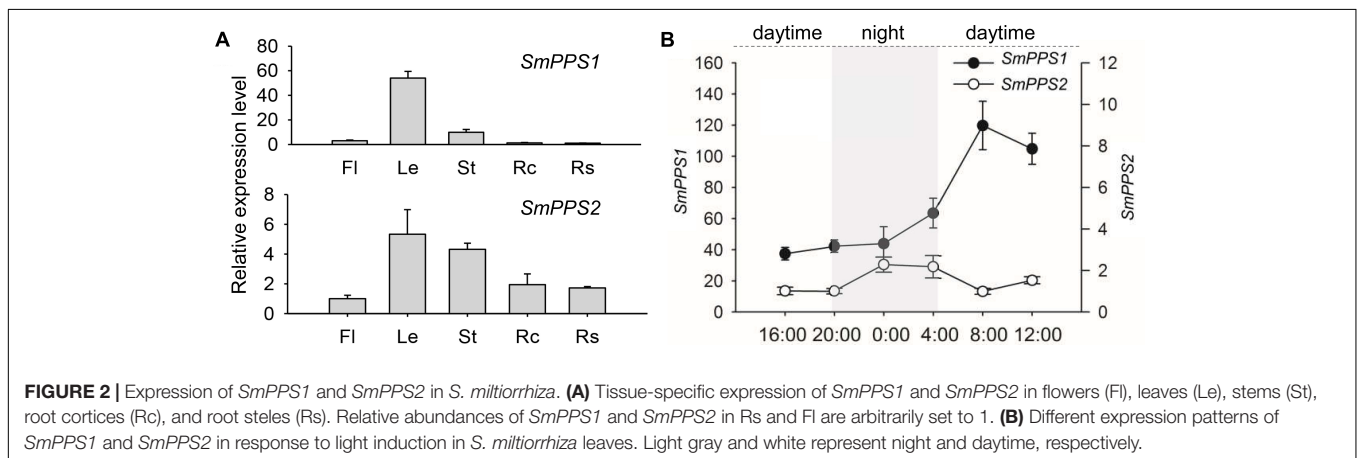 A
Relative expression level
80
60
40
20
0
SmPPS1
Fl Le St Rc Rs
8
6
4
2
0
SmPPS2
Fl Le St Rc Rs
B
daytime night daytime
SmPPS1
160
140
120
100
80
60
40
20
0
SmPPS1
SmPPS2
12
10
8
6
4
2
0
SmPPS2
16:00 20:00 0:00 4:00 8:00 12:00
FIGURE 2 | Expression of SmPPS1 and SmPPS2 in S. miltiorrhiza. (A) Tissue-specific expression of SmPPS1 and SmPPS2 in flowers (Fl), leaves (Le), stems (St),
root cortices (Rc), and root steles (Rs). Relative abundances of SmPPS1 and SmPPS2 in Rs and Fl are arbitrarily set to 1. (B) Different expression patterns of
SmPPS1 and SmPPS2 in response to light induction in S. miltiorrhiza leaves. Light gray and white represent night and daytime, respectively.